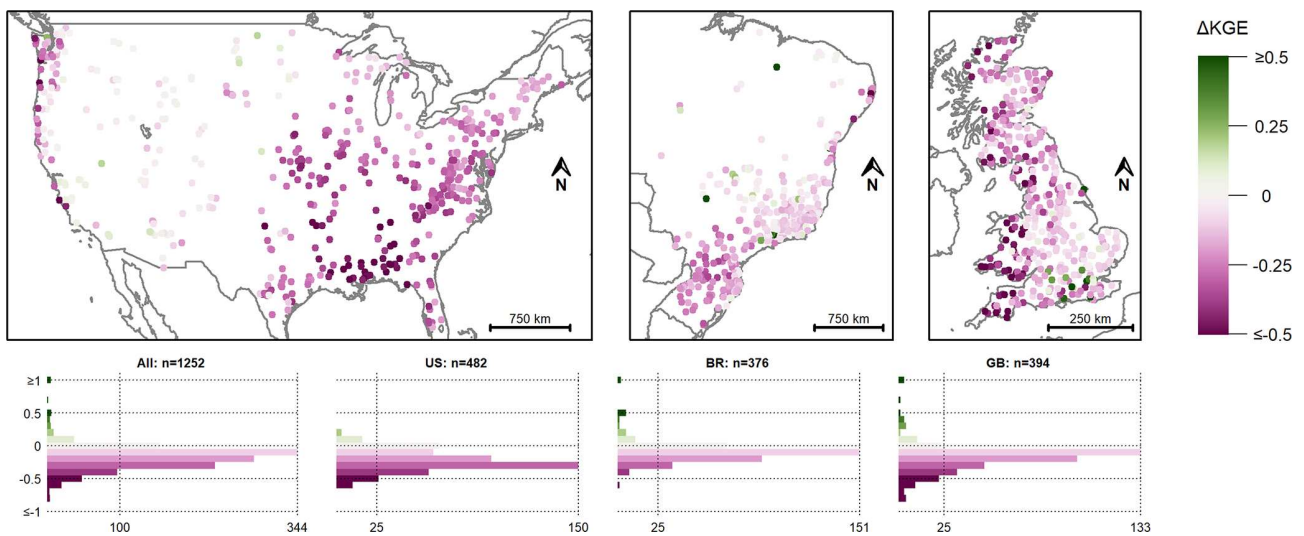 ΔKGE
≥0.5
0.25
0
-0.25
≤-0.5
N
N
N
750 km
750 km
250 km
All: n=1252
US: n=482
BR: n=376
GB: n=394
≥1
0.5
0
-0.5
≤-1
100
344
25
150
25
151
25
133